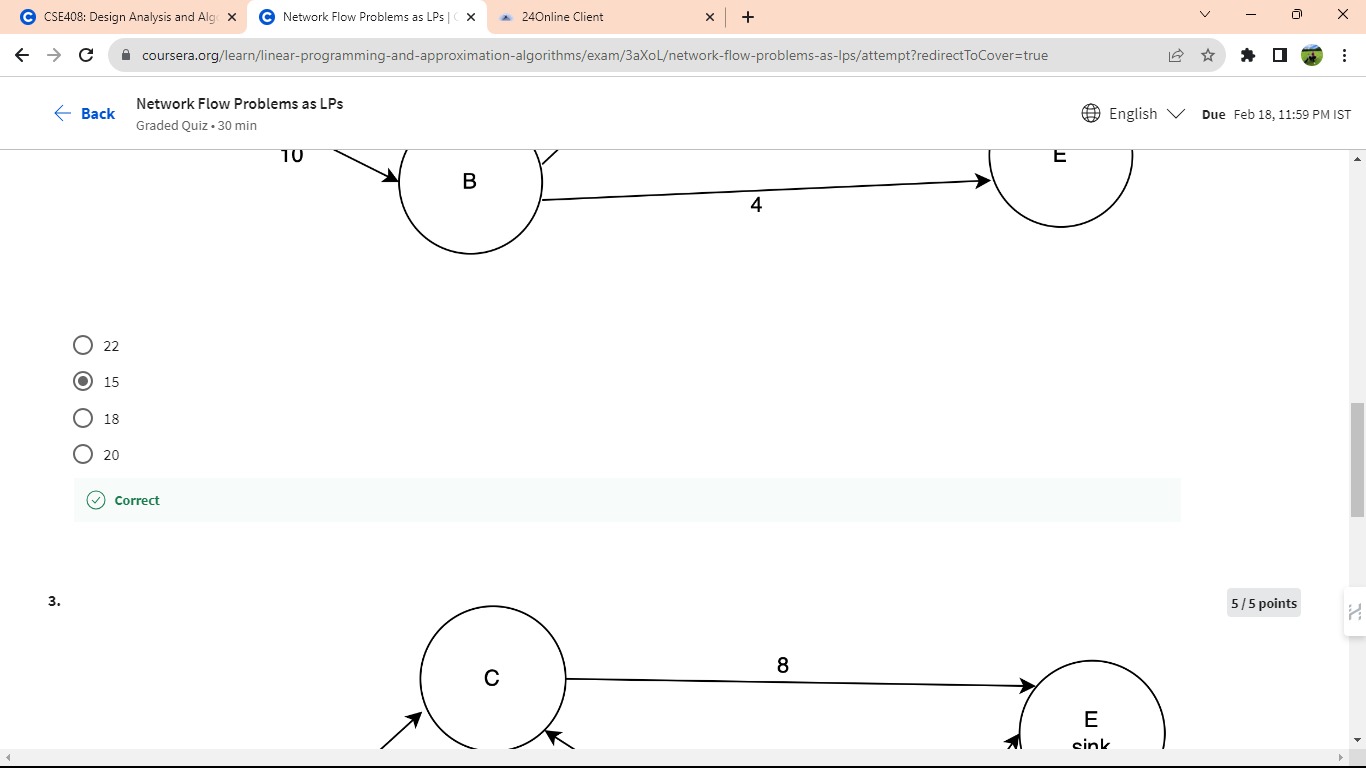 CSE408: Design Analysis and Alg
Network Flow Problems as LPs |
24Online Client
coursera.org/learn/linear-programming-and-approximation-algorithms/exam/3aXoL/network-flow-problems-as-lps/attempt?redirectToCover=true
Back
Network Flow Problems as LPs
Graded Quiz • 30 min
English
Due Feb 18, 11:59 PM IST
10
B
E
4
22
15
18
20
Correct
3.
5 / 5 points
C
8
E
sink